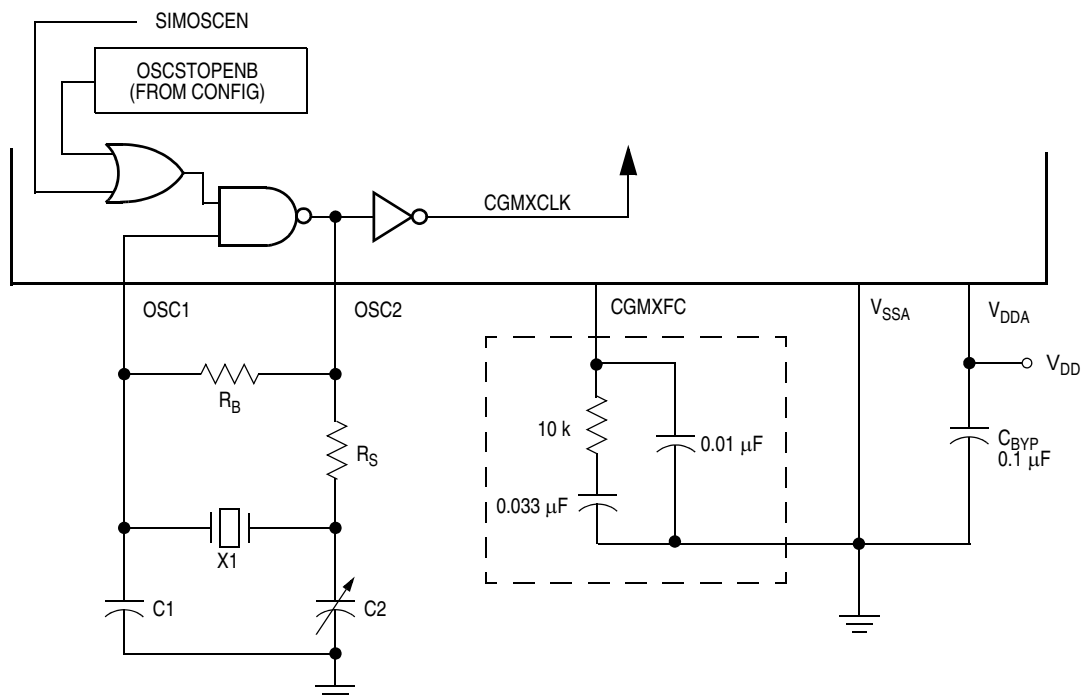 SIMOSCEN
OSCSTOPENB
(FROM CONFIG)
CGMXCLK
OSC1
OSC2
CGMXFC
VSSA
VDDA
VDD
RB
RS
10 k
0.01 µF
0.033 µF
CBYP
0.1 µF
X1
C1
C2